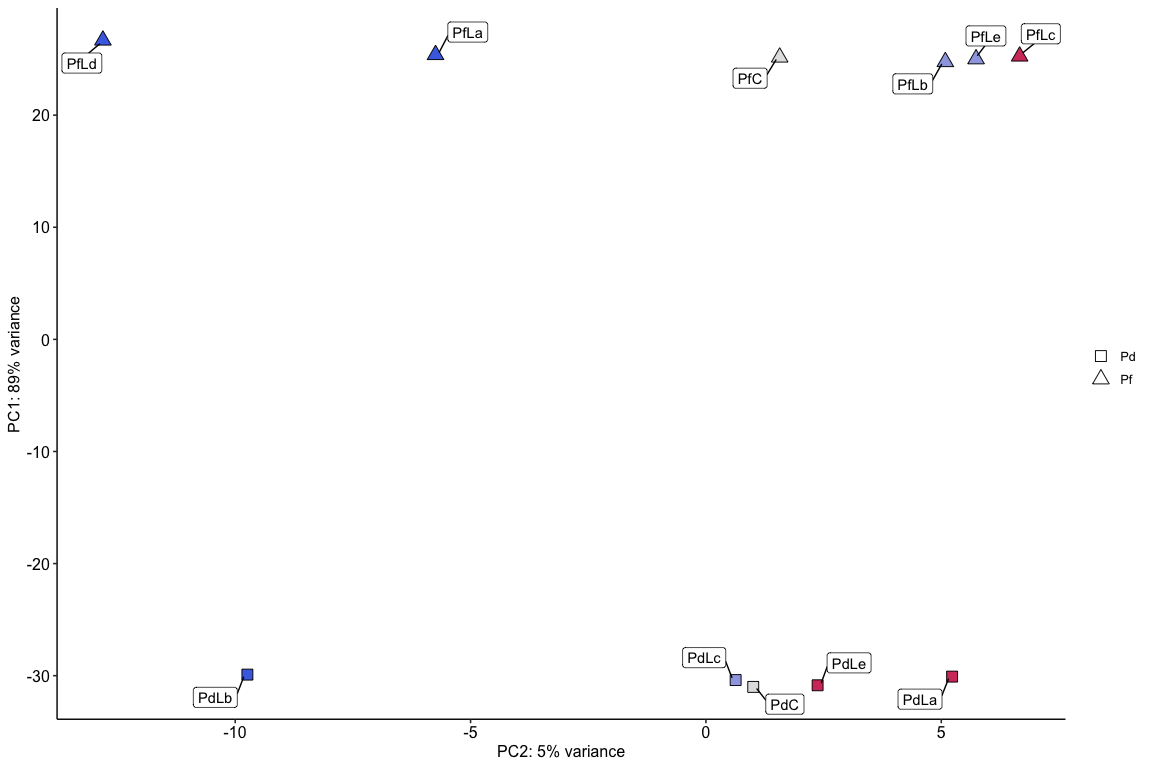 PfLa
PfLe
PfLc
PfLd
PfC
PfLb
20
10
0
-10
-20
-30
PC1: 89% variance
Pd
Pf
PdLc
PdLe
PdLb
PdC
PdLa
-10
-5
0
5
PC2: 5% variance